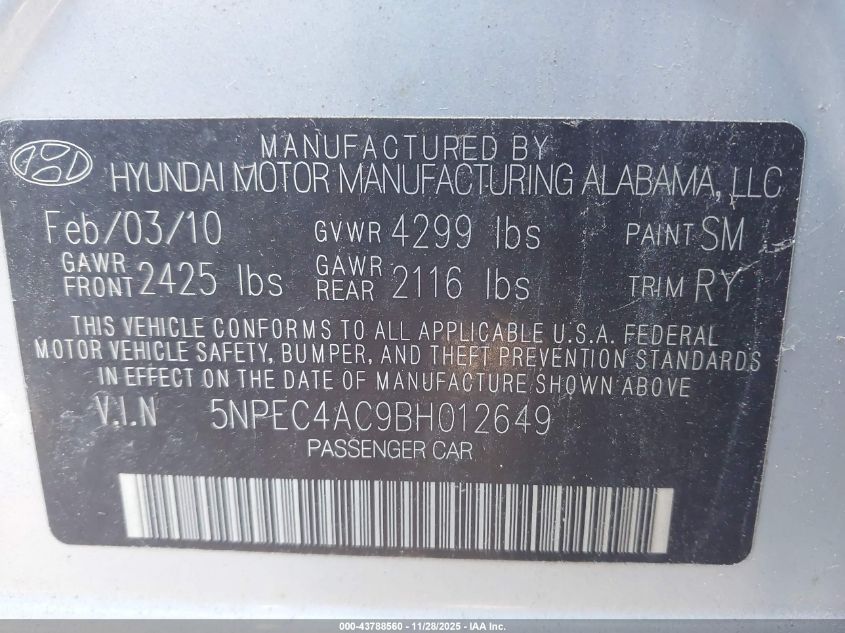 MANUFACTURED BY
HYUNDAI MOTOR MANUFACTURING ALABAMA, LLC
Feb/03/10 GVWR 4299 lbs PAINT SM
GAWR FRONT 2425 lbs GAWR REAR 2116 lbs TRIM RY
THIS VEHICLE CONFORMS TO ALL APPLICABLE U.S.A. FEDERAL
MOTOR VEHICLE SAFETY, BUMPER, AND THEFT PREVENTION STANDARDS
IN EFFECT ON THE DATE OF MANUFACTURE SHOWN ABOVE.
V.I.N 5NPEC4AC9BH012649
PASSENGER CAR
000-43788560 - 11/28/2025 - IAA Inc.